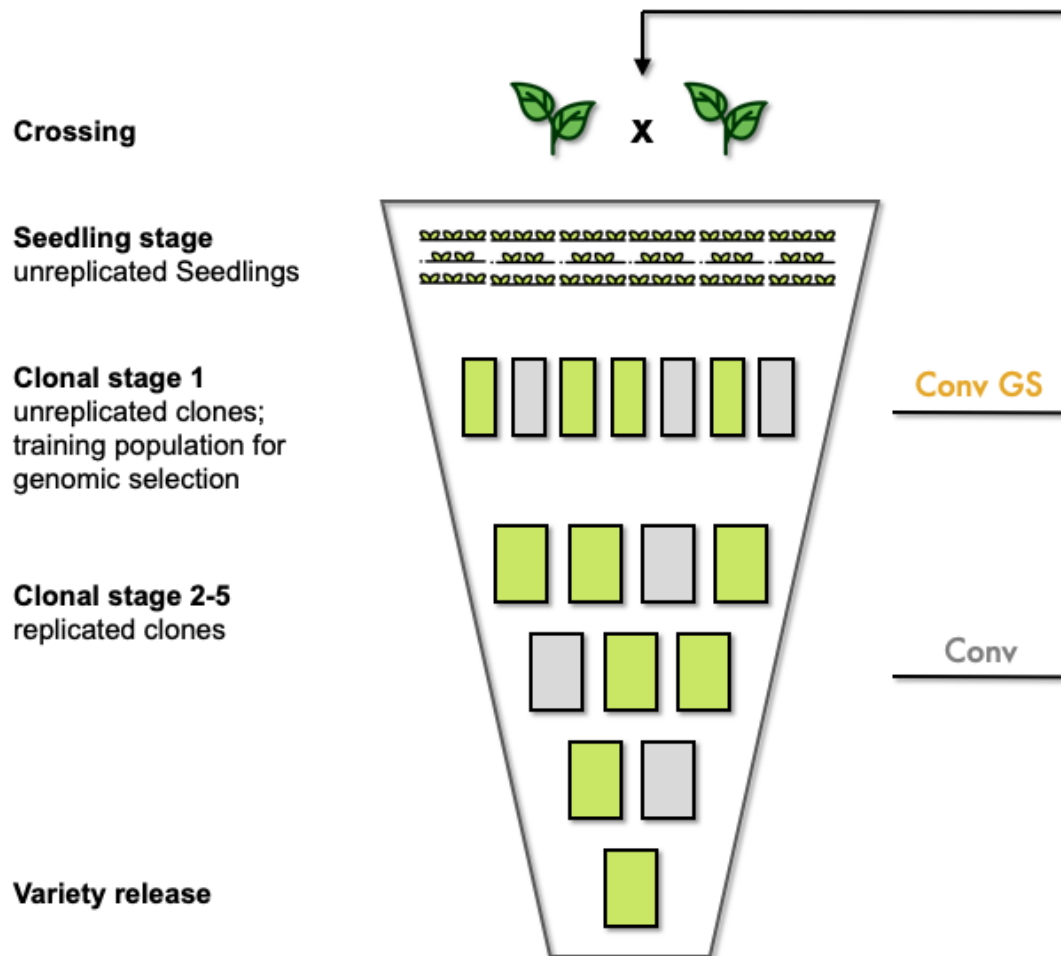 Crossing
x
Seedling stage
unreplicated Seedlings
Clonal stage 1
unreplicated clones;
training population for
genomic selection
Conv GS
Clonal stage 2-5
replicated clones
Conv
Variety release